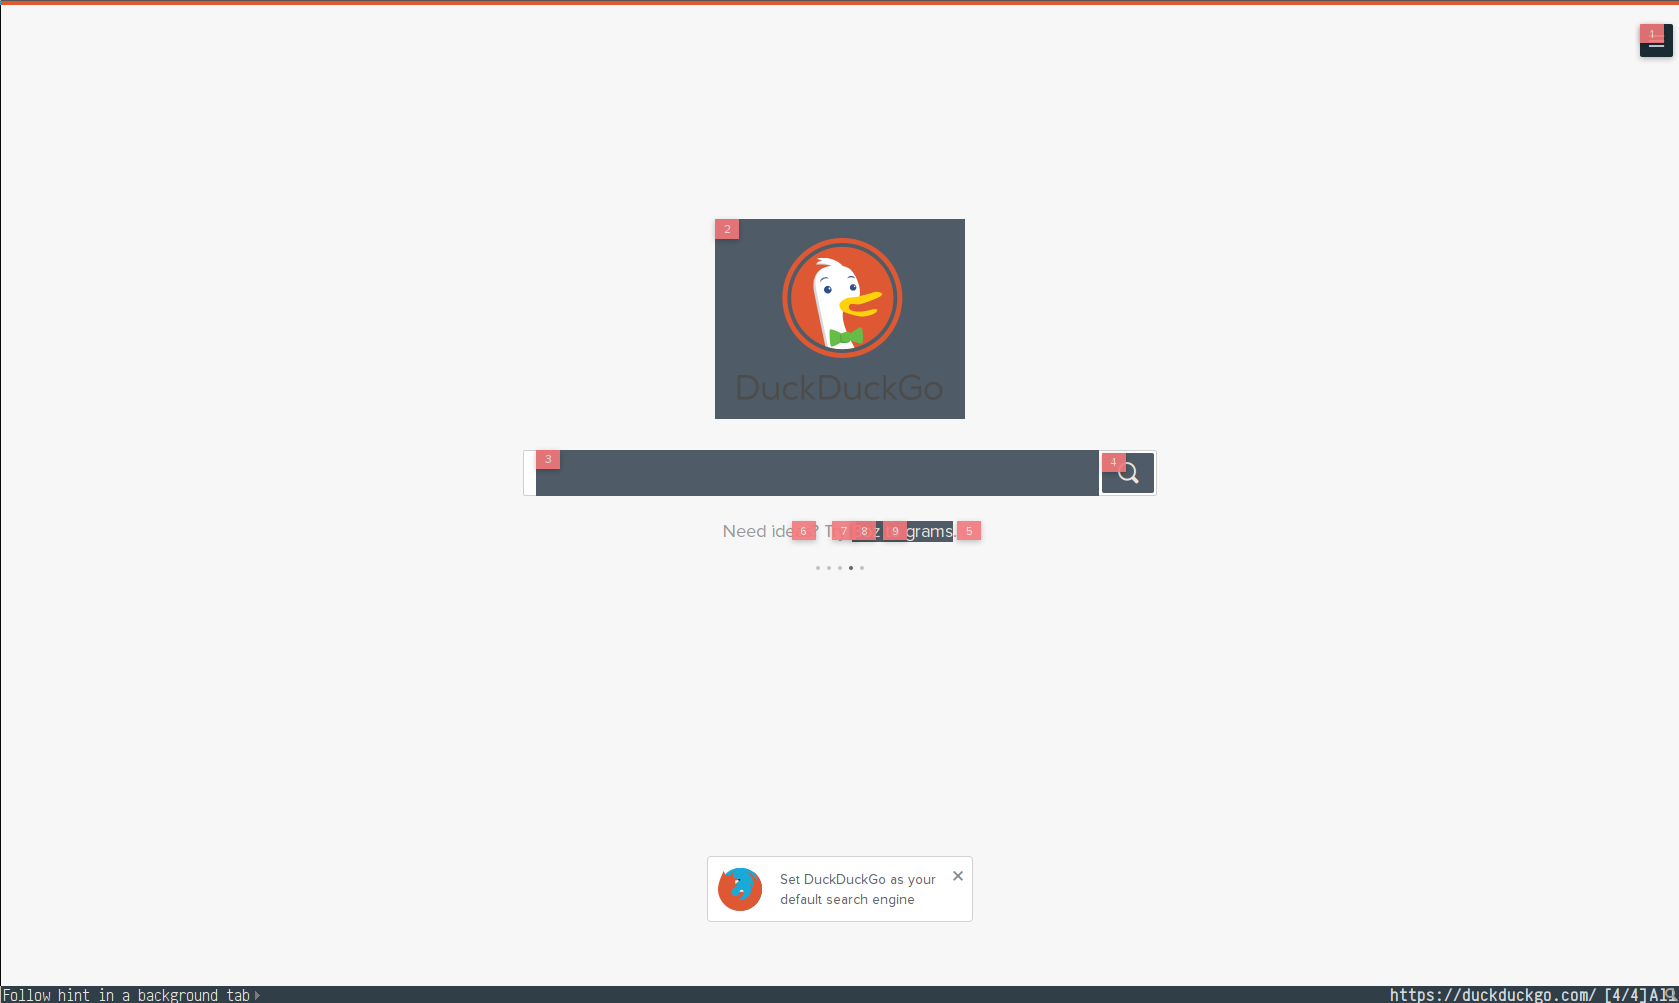 1
2
DuckDuckGo
3
4
Need ide 6 ? T 7 8 z 9 grams. 5
Set DuckDuckGo as your
default search engine
Follow hint in a background tab
https://duckduckgo.com/ [4/4]